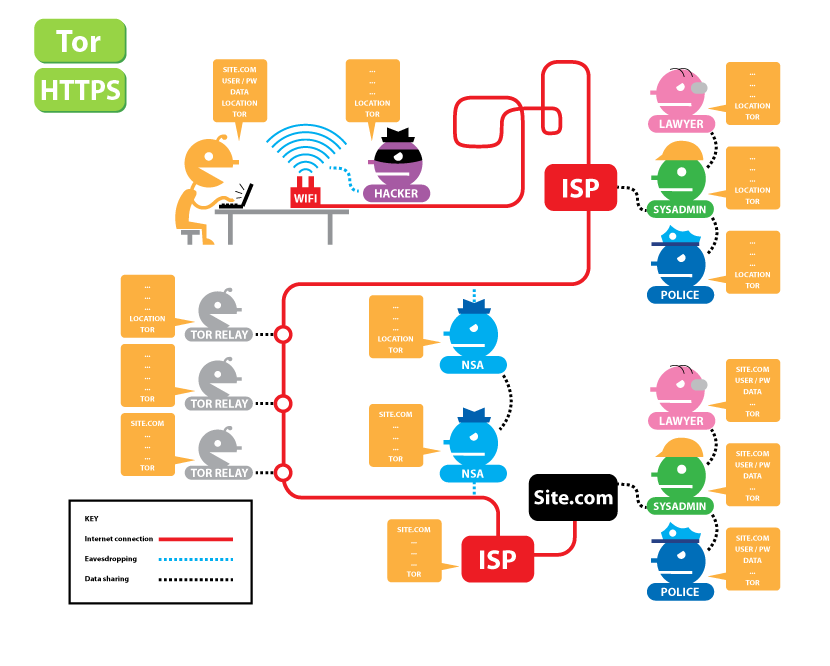 Tor
HTTPS
SITE.COM
USER / PW
DATA
LOCATION
TOR
...
...
...
LOCATION
TOR
WIFI
HACKER
ISP
...
...
...
LOCATION
TOR
LAWYER
...
...
...
LOCATION
TOR
SYSADMIN
...
...
...
LOCATION
TOR
POLICE
...
...
...
LOCATION
TOR
TOR RELAY
...
...
...
...
TOR
TOR RELAY
SITE.COM
...
...
...
TOR
TOR RELAY
...
...
...
LOCATION
TOR
NSA
SITE.COM
...
...
...
TOR
NSA
SITE.COM
USER / PW
DATA
...
TOR
LAWYER
SITE.COM
USER / PW
DATA
...
TOR
SYSADMIN
SITE.COM
USER / PW
DATA
...
TOR
POLICE
Site.com
SITE.COM
...
...
...
TOR
ISP
KEY
Internet connection
Eavesdropping
Data sharing